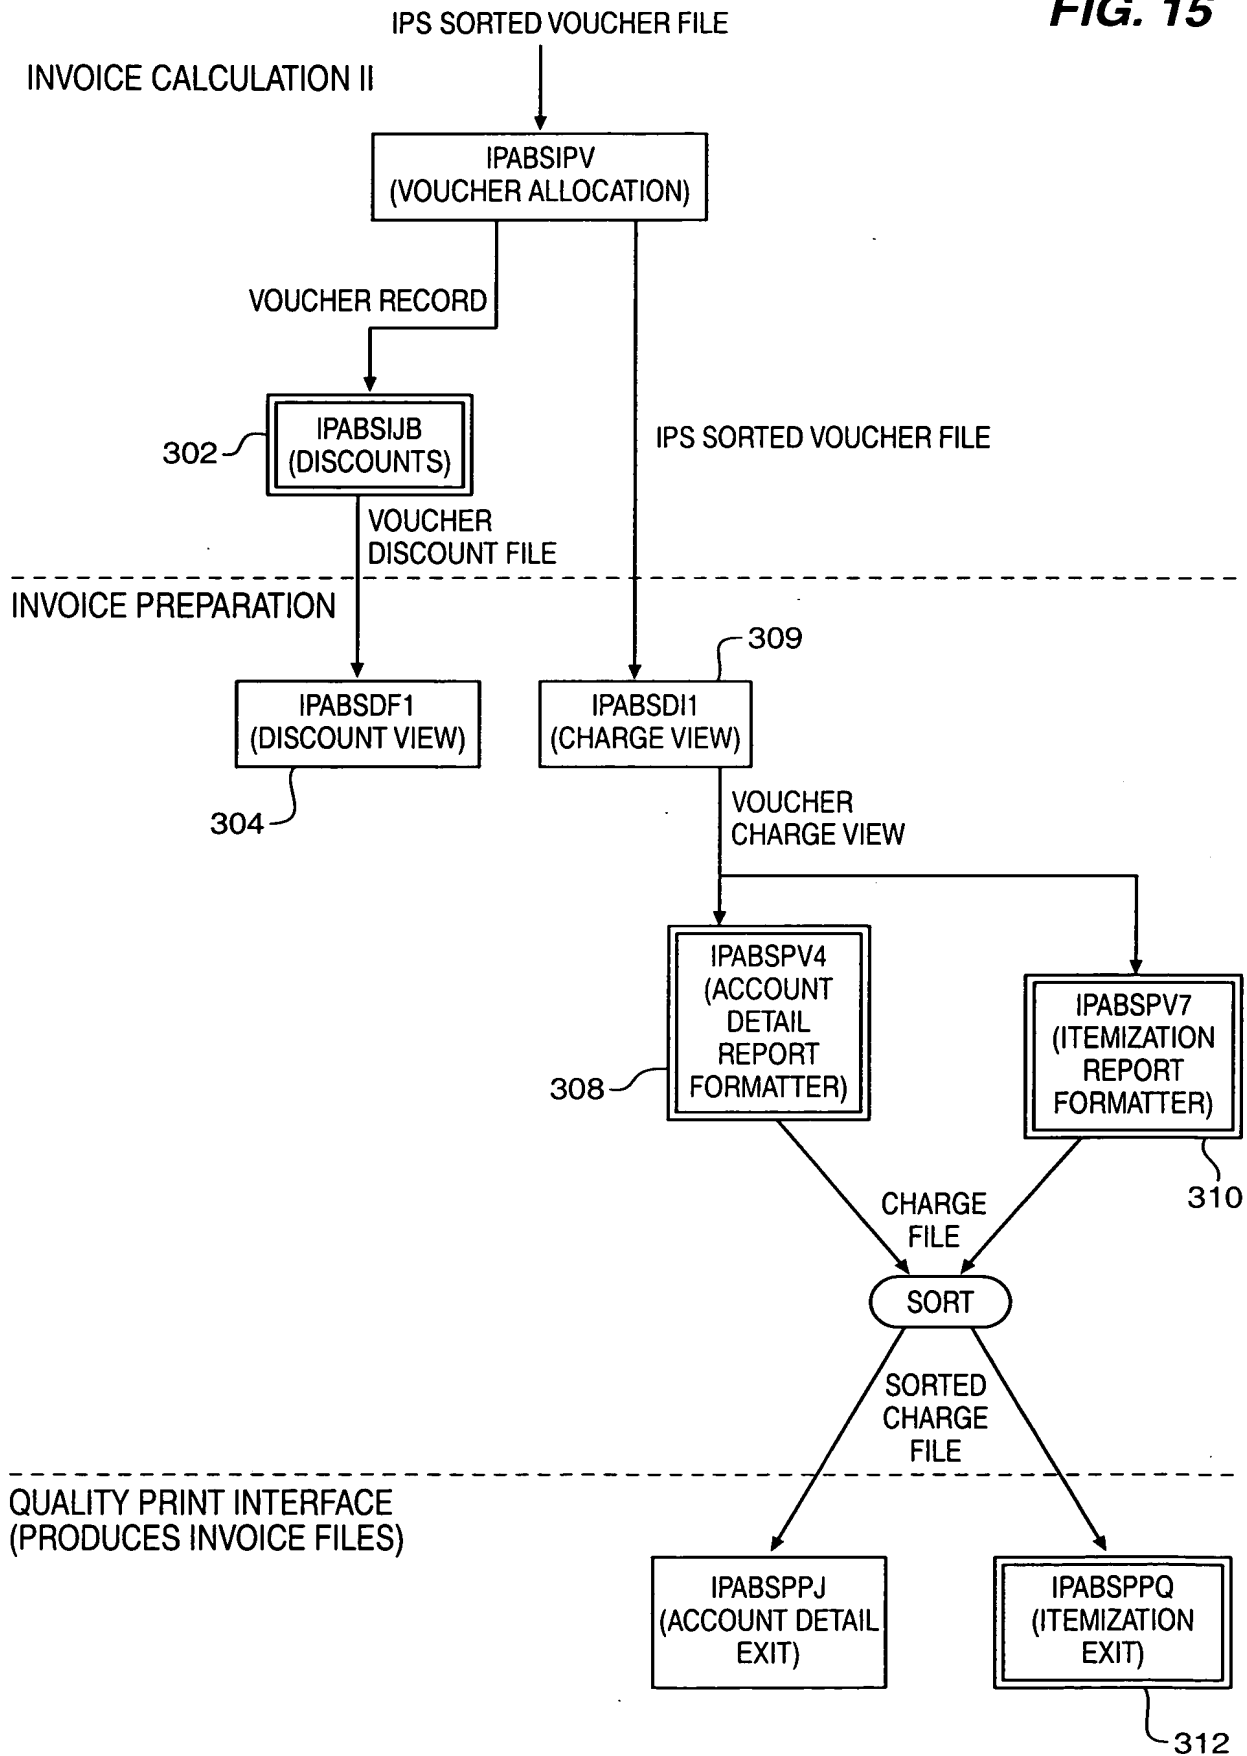 FIG. 15
IPS SORTED VOUCHER FILE
INVOICE CALCULATION II
IPABSIPV
(VOUCHER ALLOCATION)
VOUCHER RECORD
IPABSIJB
(DISCOUNTS)
302
IPS SORTED VOUCHER FILE
VOUCHER
DISCOUNT FILE
INVOICE PREPARATION
309
IPABSDF1
(DISCOUNT VIEW)
IPABSDI1
(CHARGE VIEW)
304
VOUCHER
CHARGE VIEW
IPABSPV4
(ACCOUNT
DETAIL
REPORT
FORMATTER)
308
IPABSPV7
(ITEMIZATION
REPORT
FORMATTER)
310
CHARGE
FILE
SORT
SORTED
CHARGE
FILE
QUALITY PRINT INTERFACE
(PRODUCES INVOICE FILES)
IPABSPPJ
(ACCOUNT DETAIL
EXIT)
IPABSPPQ
(ITEMIZATION
EXIT)
312